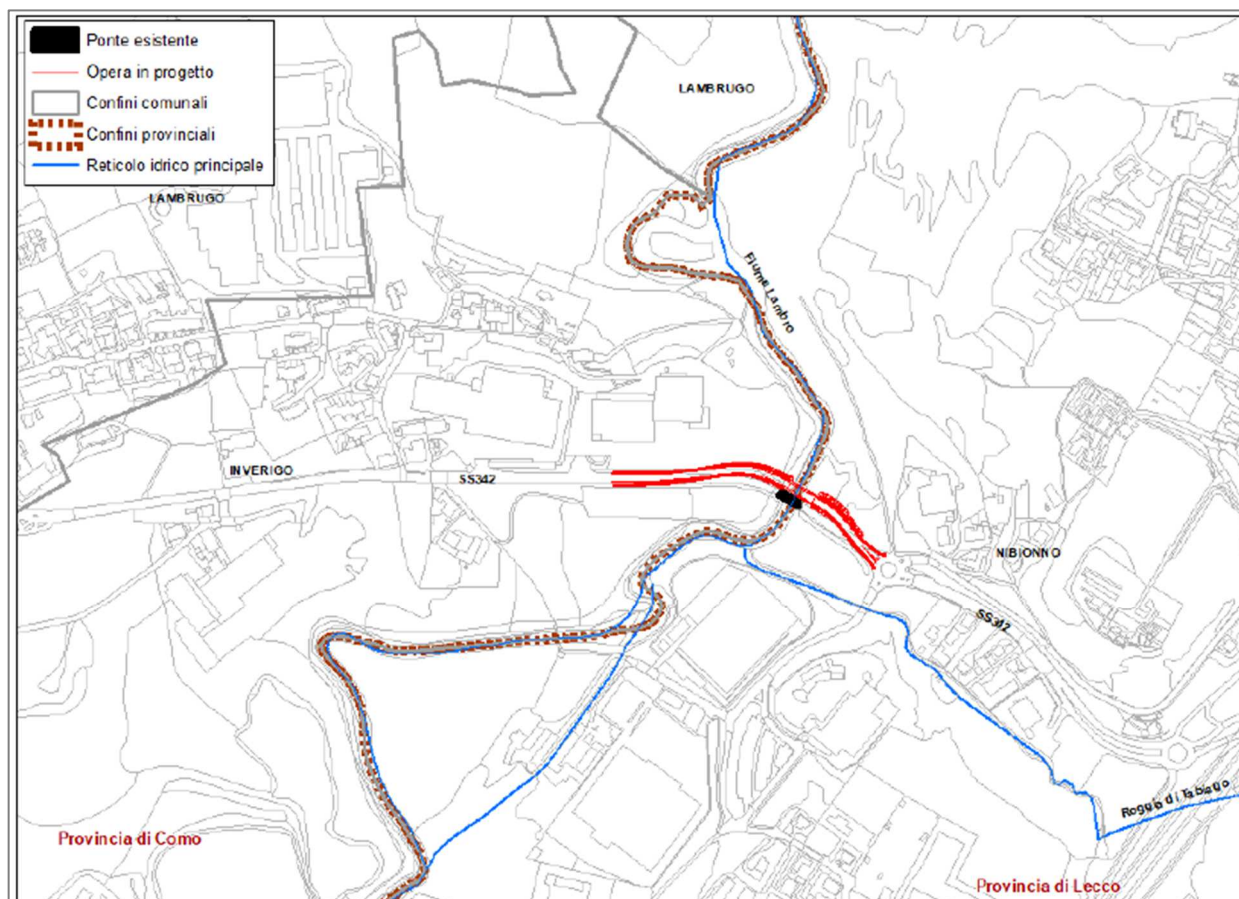 Ponte esistente
Opera in progetto
Confini comunali
Confini provinciali
Reticolo idrico principale
LAMBRUGO
LAMBRUGO
Fiume Lambro
INVERIGO
SS342
NIBIONNO
SS342
Roggia di Tabiago
Provincia di Como
Provincia di Lecco